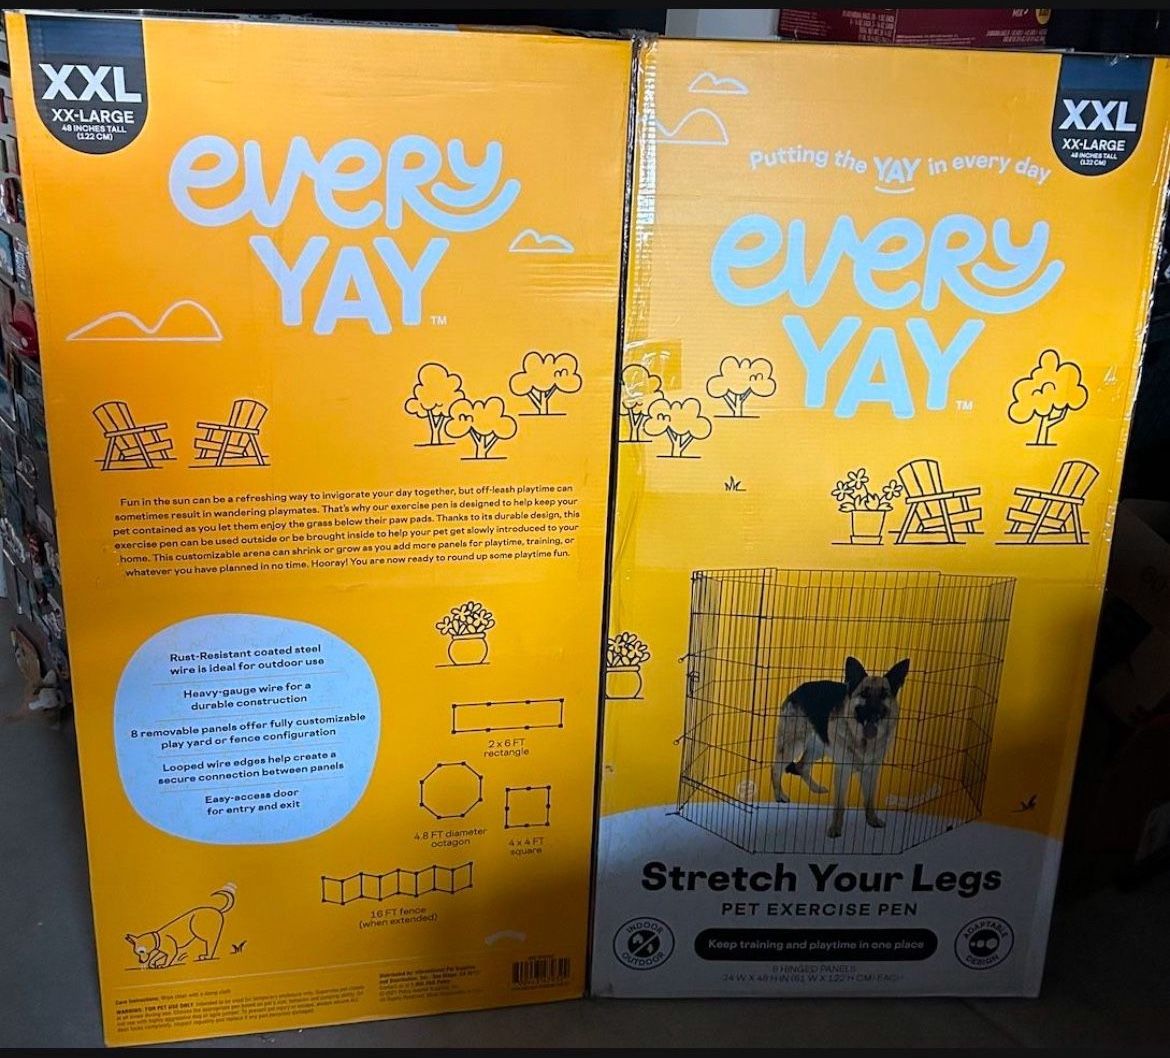 XXL
XX-LARGE
48 INCHES TALL
(122 CM)
every
YAY
TM
Fun in the sun can be a refreshing way to invigorate your day together, but off-leash playtime can
sometimes result in wandering playmates. That's why our exercise pen is designed to help keep your
pet contained as you let them enjoy the grass below their paw pads. Thanks to its durable design, this
exercise pen can be used outside or be brought inside to help your pet get slowly introduced to your
home. This customizable arena can shrink or grow as you add more panels for playtime, training, or
whatever you have planned in no time. Hooray! You are now ready to round up some playtime fun.
Rust-Resistant coated steel
wire is ideal for outdoor use
Heavy-gauge wire for a
durable construction
8 removable panels offer fully customizable
play yard or fence configuration
Looped wire edges help create a
secure connection between panels
Easy-access door
for entry and exit
2 x 6 FT
rectangle
4.8 FT diameter
octagon
4 x 4 FT
square
16 FT fence
(when extended)
XXL
XX-LARGE
48 INCHES TALL
(122 CM)
Putting the YAY in every day
every
YAY
TM
Stretch Your Legs
PET EXERCISE PEN
INDOOR
OUTDOOR
Keep training and playtime in one place
ADAPTABLE
DESIGN
8 HINGED PANELS
24 W X 48 H IN (61 W X 122 H CM) EACH